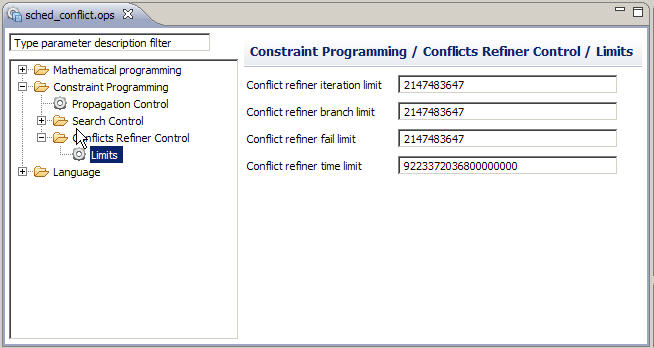 sched_conflict.ops
Type parameter description filter
Mathematical programming
Constraint Programming
Propagation Control
Search Control
Conflicts Refiner Control
Limits
Language
Constraint Programming / Conflicts Refiner Control / Limits
Conflict refiner iteration limit 2147483647
Conflict refiner branch limit 2147483647
Conflict refiner fail limit 2147483647
Conflict refiner time limit 9223372036800000000